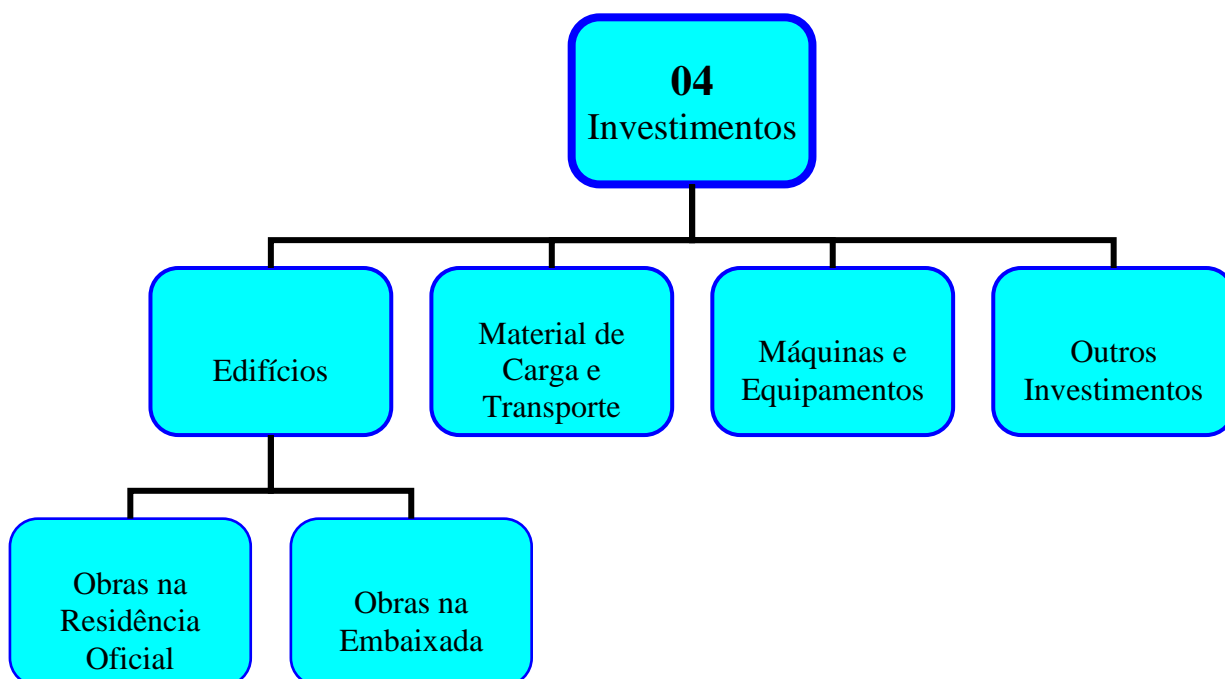 04
Investimentos
Edifícios
Material de
Carga e
Transporte
Máquinas e
Equipamentos
Outros
Investimentos
Obras na
Residência
Oficial
Obras na
Embaixada